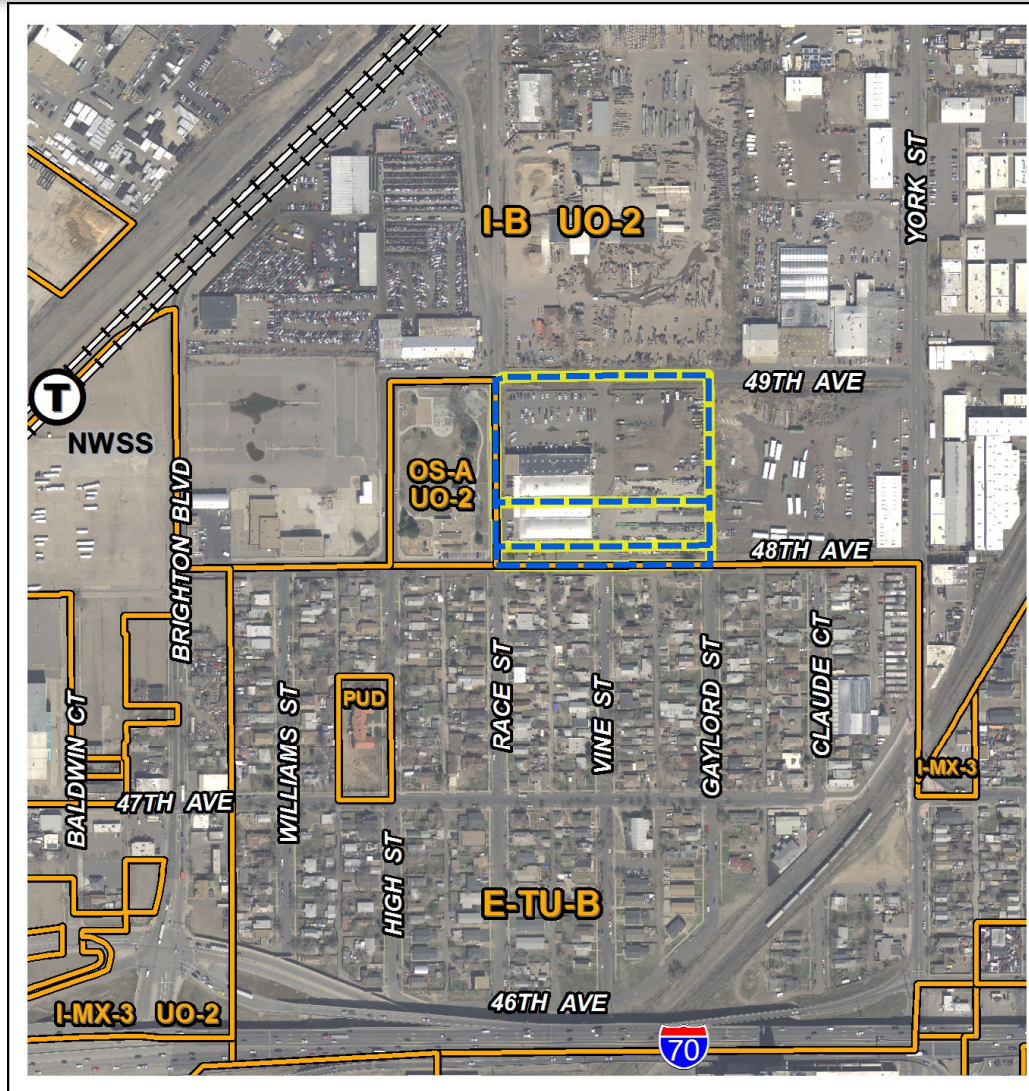 I-B UO-2
YORK ST
49TH AVE
T
NWSS
OS-A
UO-2
BRIGHTON BLVD
48TH AVE
PUD
RACE ST
VINE ST
GAYLORD ST
CLAUDE CT
WILLIAMS ST
BALDWIN CT
I-MX-3
47TH AVE
HIGH ST
E-TU-B
46TH AVE
I-MX-3 UO-2
70